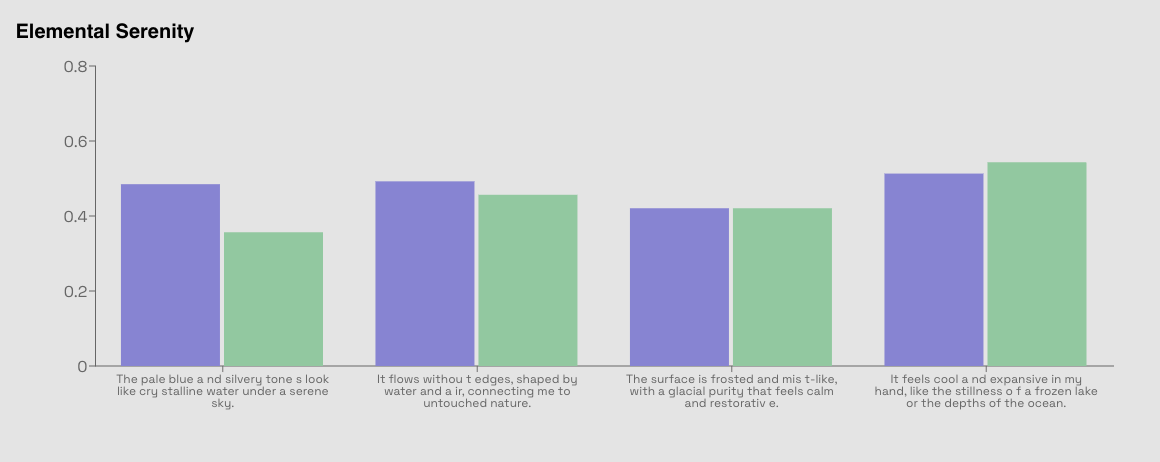 Elemental Serenity
0.8
0.6
0.4
0.2
0
The pale blue a nd silvery tone s look
like cry stalline water under a serene
sky.
It flows withou t edges, shaped by
water and a ir, connecting me to
untouched nature.
The surface is frosted and mis t-like,
with a glacial purity that feels calm
and restorativ e.
It feels cool a nd expansive in my
hand, like the stillness o f a frozen lake
or the depths of the ocean.